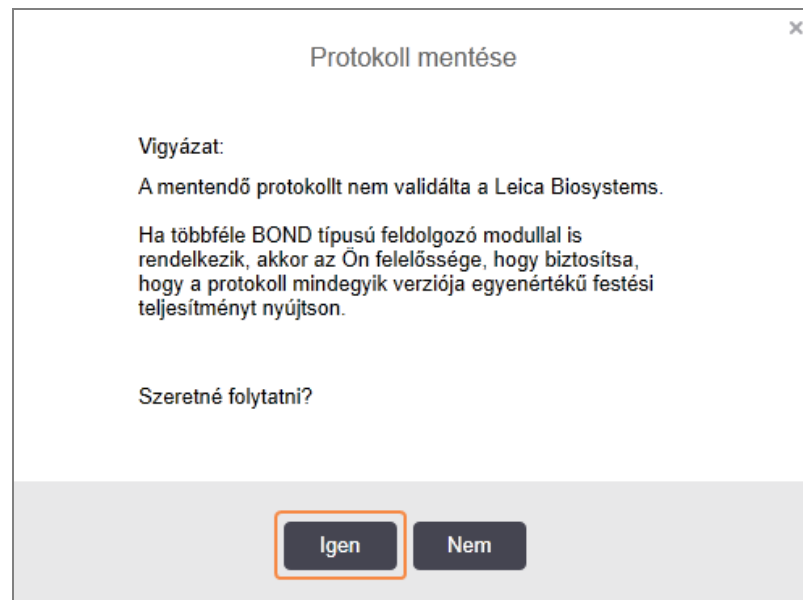 Protokoll mentése
Vigyázat:
A mentendő protokollt nem validálta a Leica Biosystems.
Ha többféle BOND típusú feldolgozó modullal is
rendelkezik, akkor az Ön felelőssége, hogy biztosítsa,
hogy a protokoll mindegyik verziója egyenértékű festési
teljesítményt nyújtson.
Szeretné folytatni?
Igen
Nem